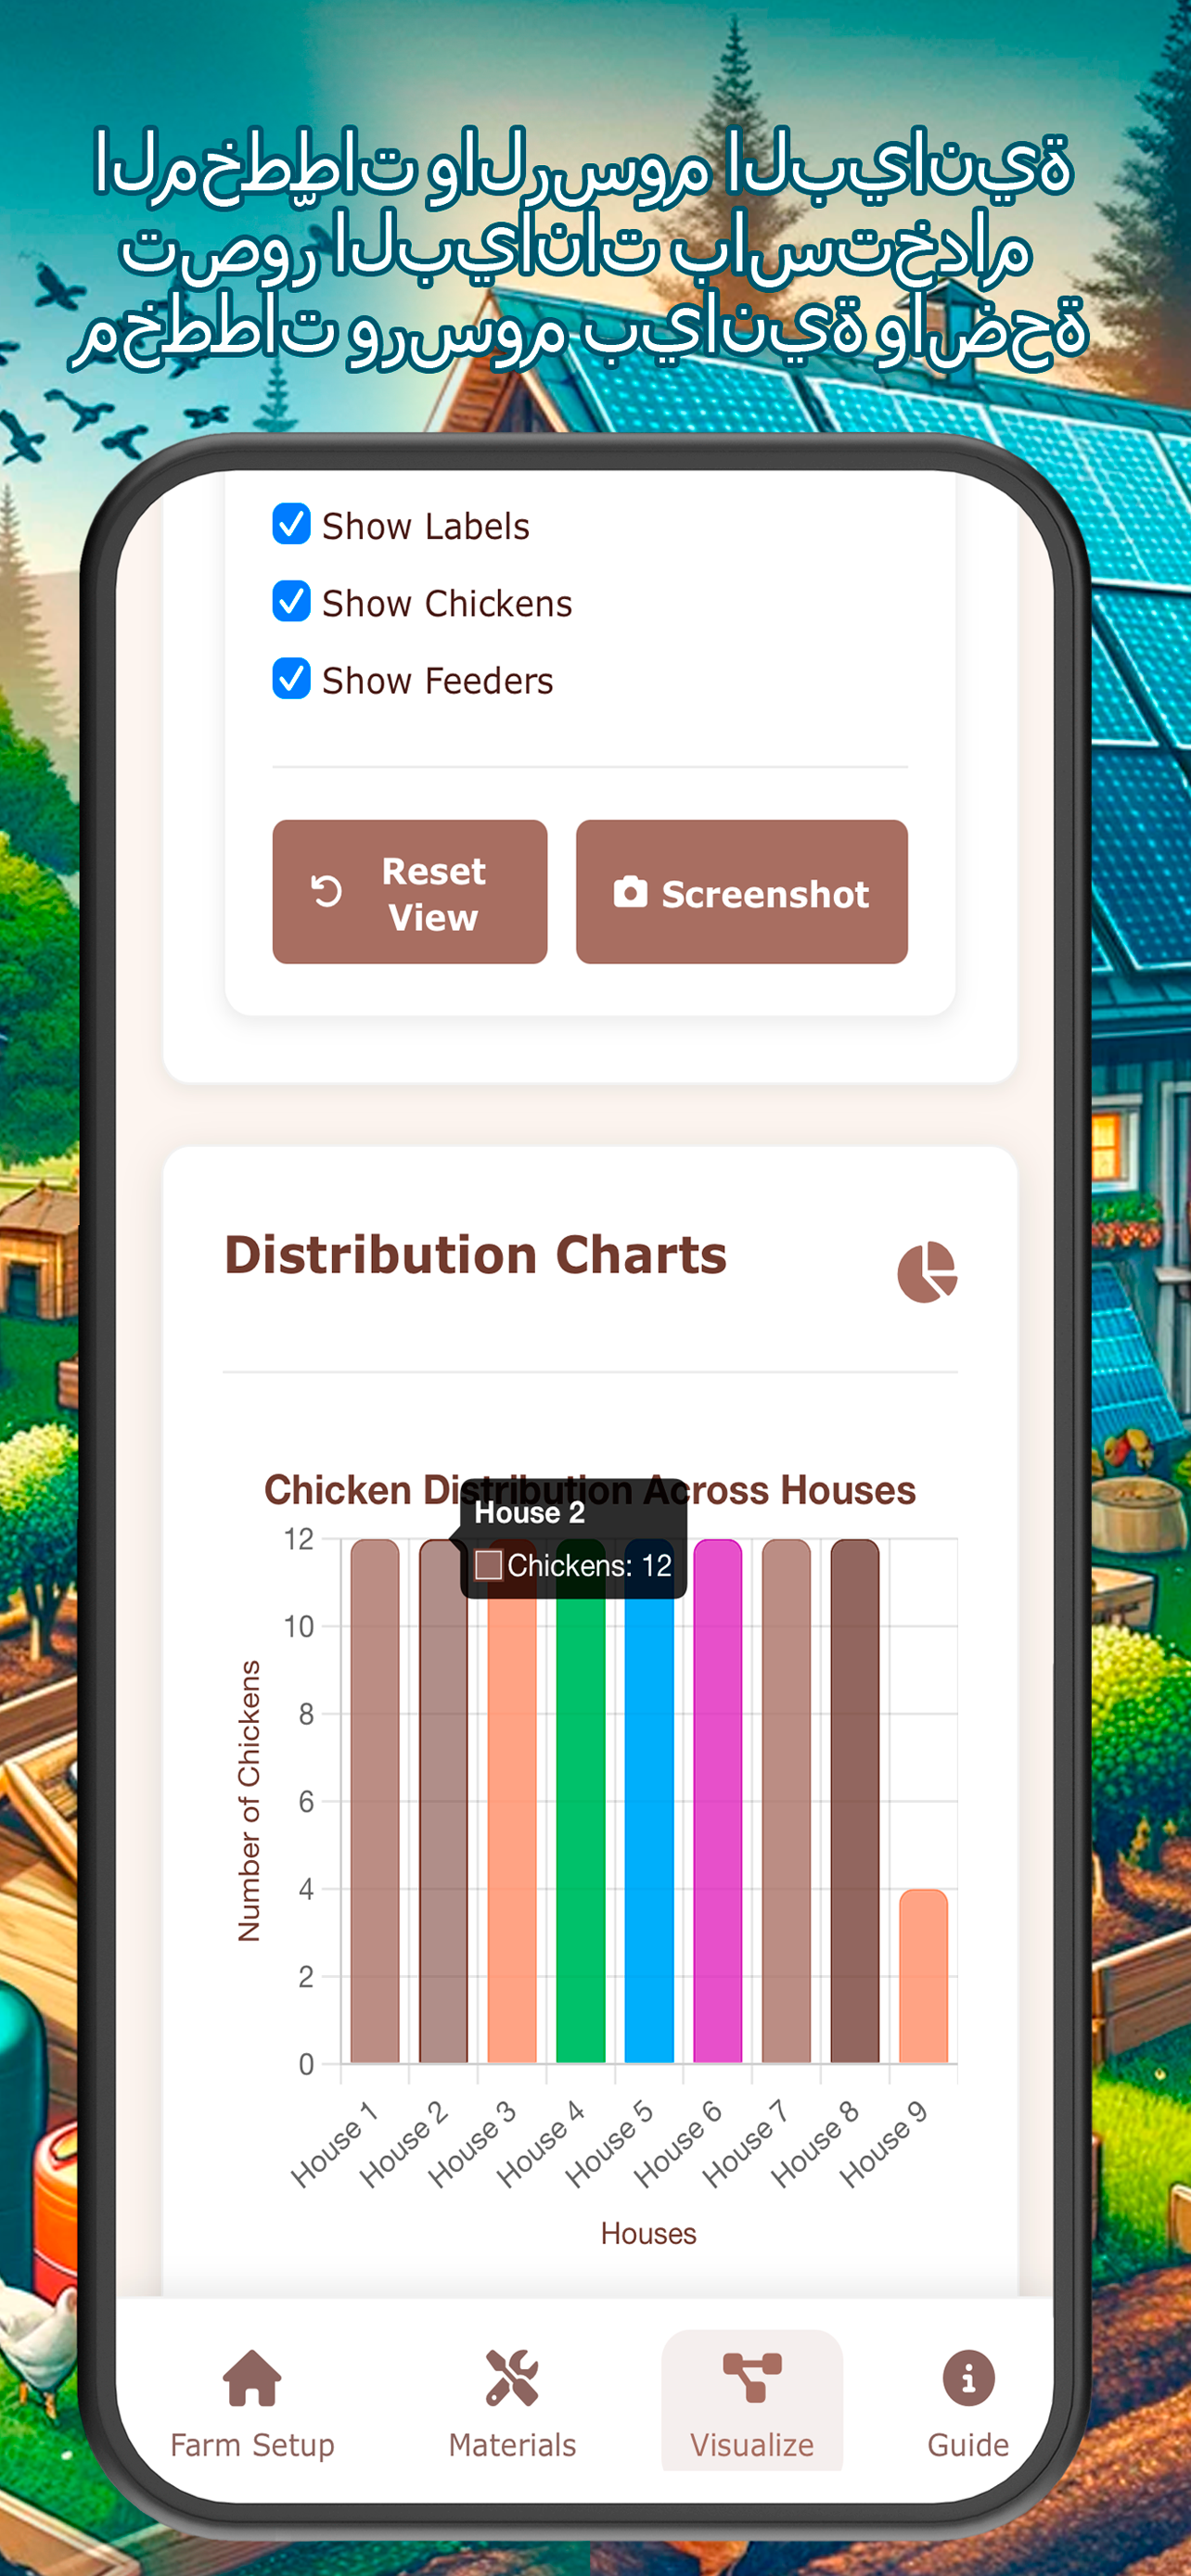 المخططات والرسوم البيانية
تصوّر البيانات باستخدام
مخططات ورسوم بيانية واضحة
Show Labels
Show Chickens
Show Feeders
Reset
View
Screenshot
Distribution Charts
Chicken Distribution Across Houses
House 2
Chickens: 12
12
10
8
6
4
2
0
Number of Chickens
House 1
House 2
House 3
House 4
House 5
House 6
House 7
House 8
House 9
Houses
Farm Setup
Materials
Visualize
Guide